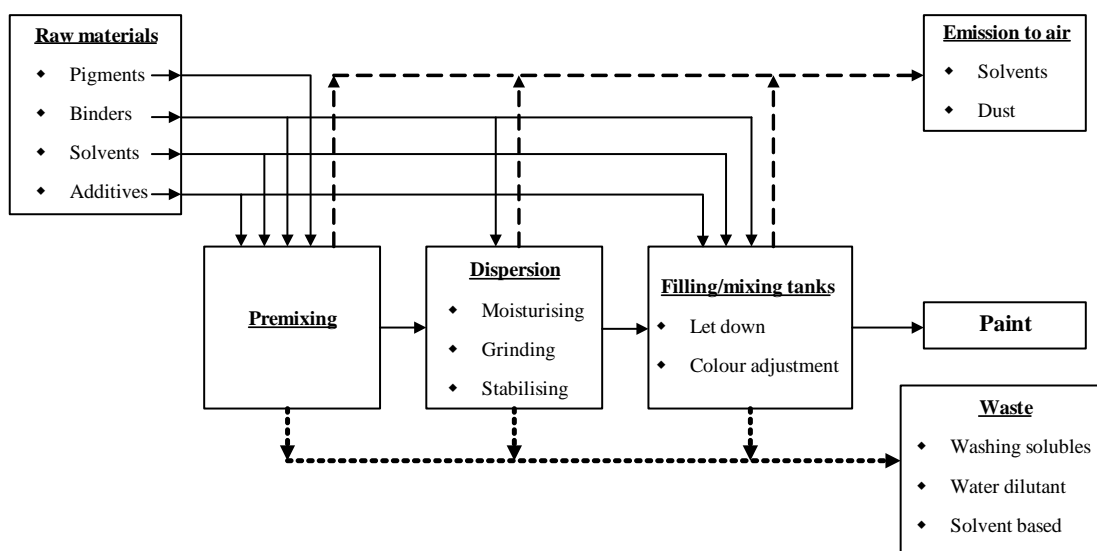 Raw materials
Pigments
Binders
Solvents
Additives
Emission to air
Solvents
Dust
Premixing
Dispersion
Moisturising
Grinding
Stabilising
Filling/mixing tanks
Let down
Colour adjustment
Paint
Waste
Washing solubles
Water dilutant
Solvent based